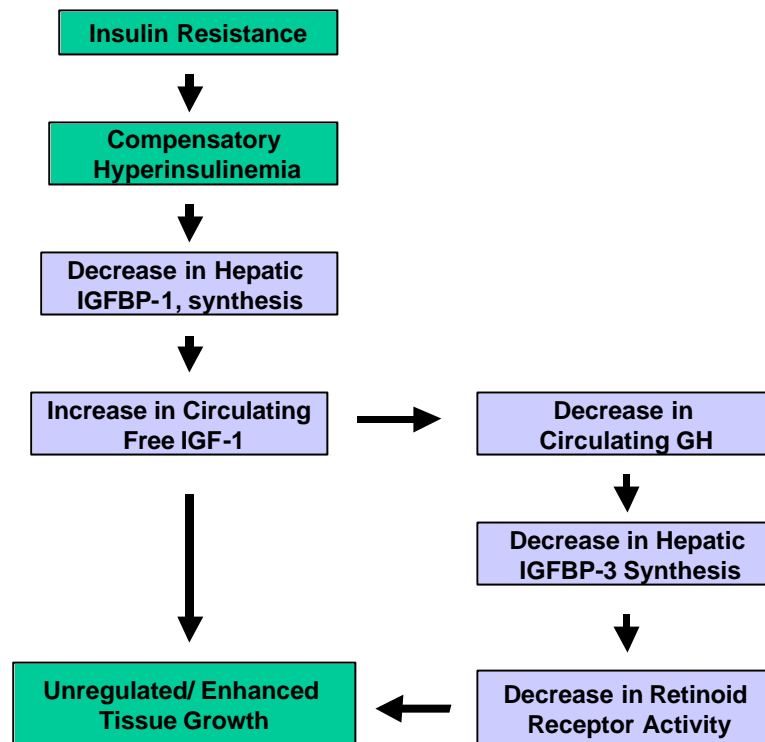 Insulin Resistance
Compensatory
Hyperinsulinemia
Decrease in Hepatic
IGFBP-1, synthesis
Increase in Circulating
Free IGF-1
Decrease in
Circulating GH
Decrease in Hepatic
IGFBP-3 Synthesis
Decrease in Retinoid
Receptor Activity
Unregulated/ Enhanced
Tissue Growth